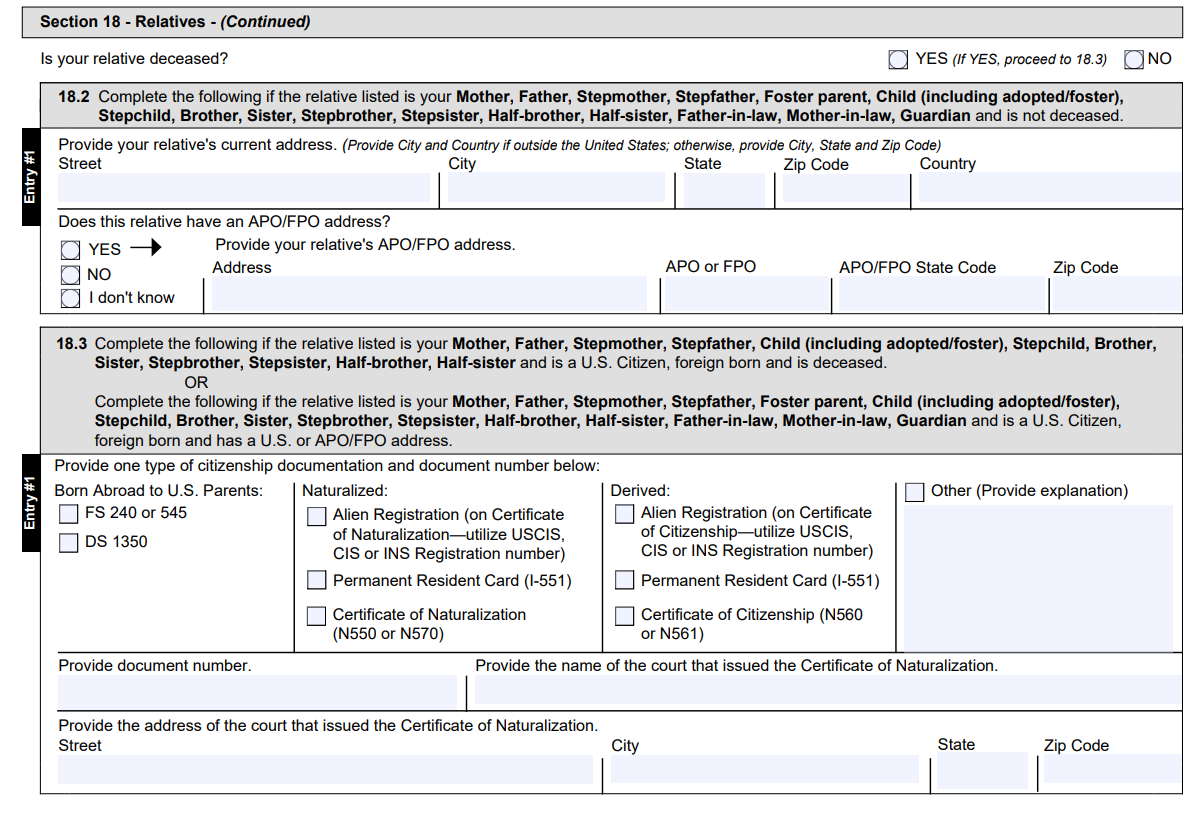 Section 18 - Relatives - (Continued)
Is your relative deceased?
YES (If YES, proceed to 18.3)
NO
18.2 Complete the following if the relative listed is your Mother, Father, Stepmother, Stepfather, Foster parent, Child (including adopted/foster),
Stepchild, Brother, Sister, Stepbrother, Stepsister, Half-brother, Half-sister, Father-in-law, Mother-in-law, Guardian and is not deceased.
Entry #1
Provide your relative's current address. (Provide City and Country if outside the United States; otherwise, provide City, State and Zip Code)
Street
City
State
Zip Code
Country
Does this relative have an APO/FPO address?
YES
NO
I don't know
Provide your relative's APO/FPO address.
Address
APO or FPO
APO/FPO State Code
Zip Code
18.3 Complete the following if the relative listed is your Mother, Father, Stepmother, Stepfather, Child (including adopted/foster), Stepchild, Brother,
Sister, Stepbrother, Stepsister, Half-brother, Half-sister and is a U.S. Citizen, foreign born and is deceased.
OR
Complete the following if the relative listed is your Mother, Father, Stepmother, Stepfather, Foster parent, Child (including adopted/foster),
Stepchild, Brother, Sister, Stepbrother, Stepsister, Half-brother, Half-sister, Father-in-law, Mother-in-law, Guardian and is a U.S. Citizen,
foreign born and has a U.S. or APO/FPO address.
Entry #1
Provide one type of citizenship documentation and document number below:
Born Abroad to U.S. Parents:
FS 240 or 545
DS 1350
Naturalized:
Alien Registration (on Certificate
of Naturalization—utilize USCIS,
CIS or INS Registration number)
Permanent Resident Card (I-551)
Certificate of Naturalization
(N550 or N570)
Derived:
Alien Registration (on Certificate
of Citizenship—utilize USCIS,
CIS or INS Registration number)
Permanent Resident Card (I-551)
Certificate of Citizenship (N560
or N561)
Other (Provide explanation)
Provide document number.
Provide the name of the court that issued the Certificate of Naturalization.
Provide the address of the court that issued the Certificate of Naturalization.
Street
City
State
Zip Code